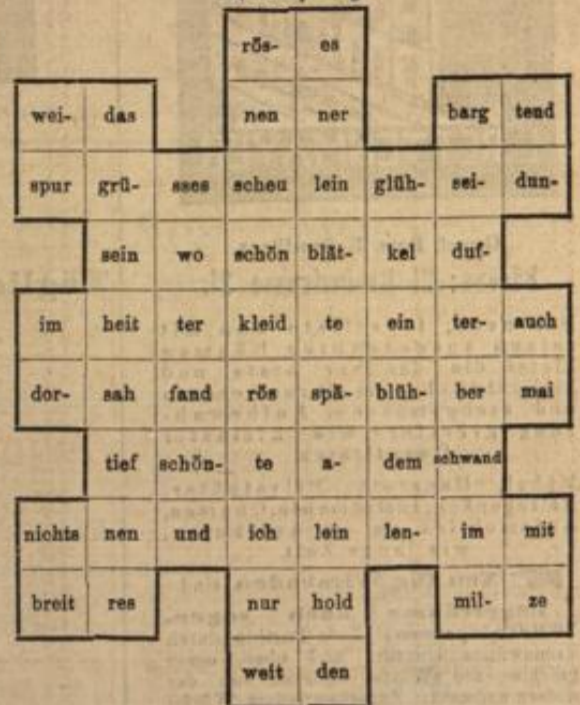 rös- es
nen ner
wei- das barg tend
spur grü- sses scheu lein glüh- sei- dun-
sein wo schön blät- kel duf-
im heit ter kleid te ein ter- auch
dor- sah fand rös spä- blüh- ber mai
tief schön- te a- dem schwand
nichts nen und ich lein len- im mit
breit res nur hold mil- ze
weit den